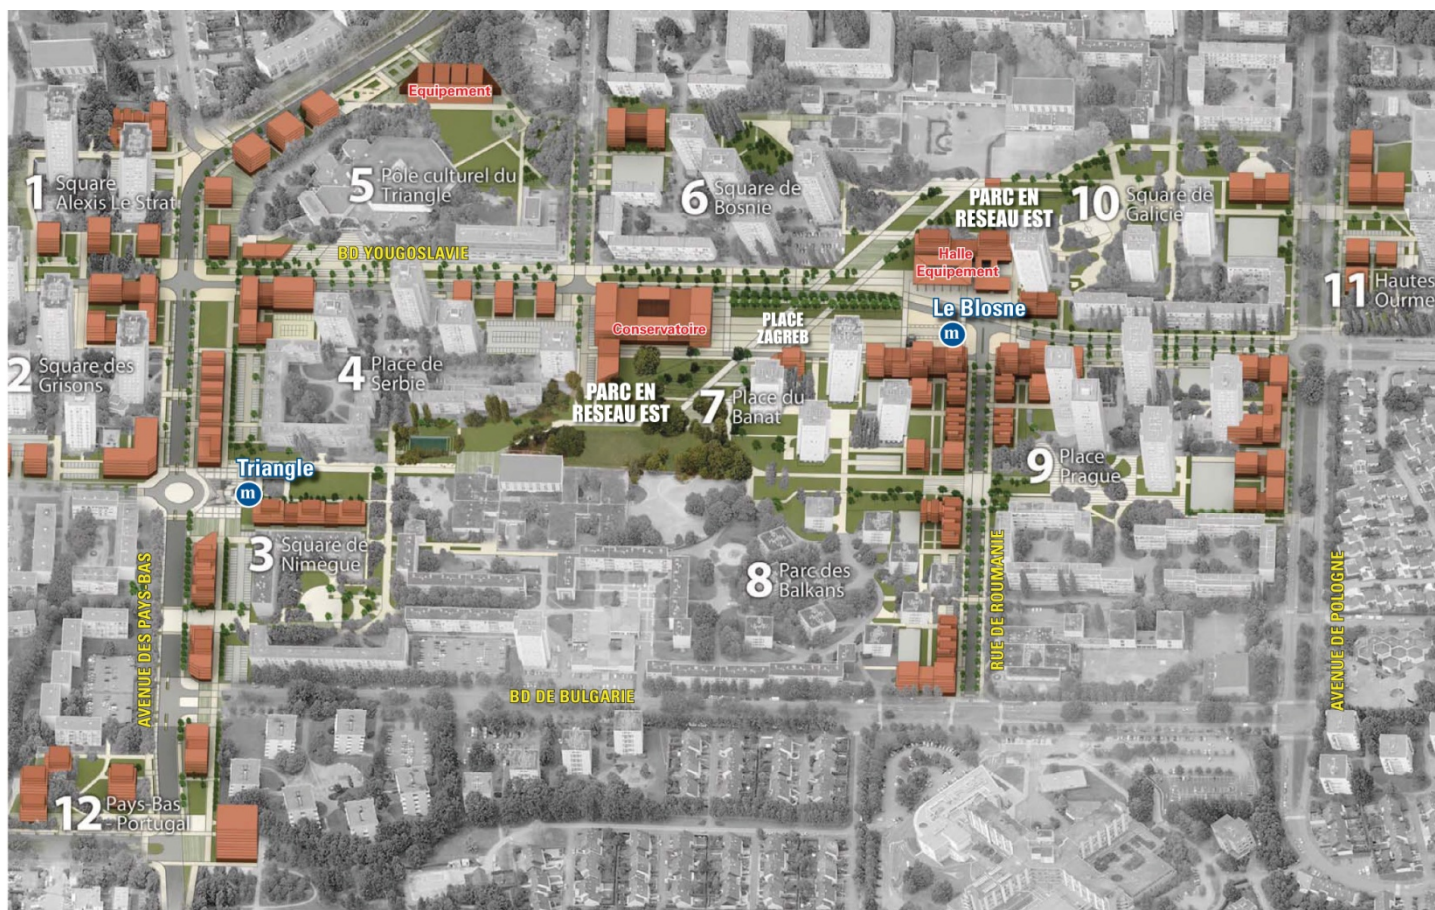 Equipement
1 Square
Alexis Le Strat
5 Pôle culturel du
Triangle
6 Square de
Bosnie
PARC EN
RESEAU EST
10 Square de
Galicie
BD YOUGOSLAVIE
Halle
Equipement
11 Hautes
Ourme
Le Blosne
m
Conservatoire
PLACE
ZAGREB
2 Square des
Grisons
4 Place de
Serbie
PARC EN
RESEAU EST
7 Place du
Banat
Triangle
m
9 Place
Prague
3 Square de
Nimegue
8 Parc des
Balkans
AVENUE DES PAYS-BAS
RUE DE ROUMANIE
AVENUE DE POLOGNE
BD DE BULGARIE
12 Pays-Bas
- Portugal